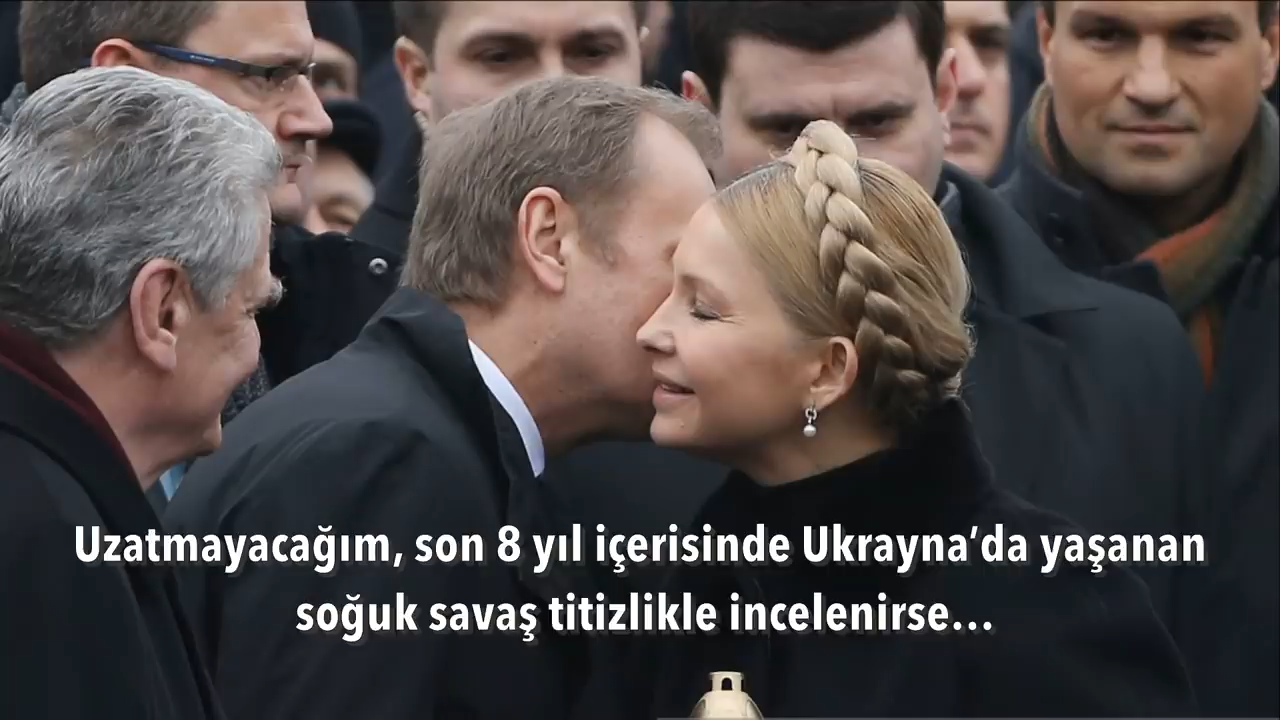 Uzatmayacağım, son 8 yıl içerisinde Ukrayna’da yaşanan
soğuk savaş titizlikle incelenirse...